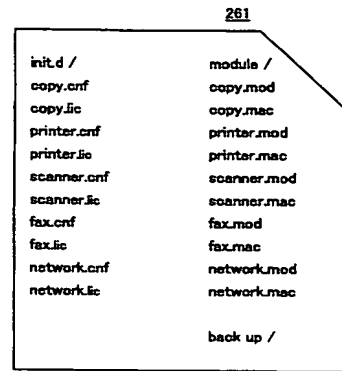 261
init.d /
copy.cnf
copy.lic
printer.cnf
printer.lic
scanner.cnf
scanner.lic
fax.cnf
fax.lic
network.cnf
network.lic
module /
copy.mod
copy.mac
printer.mod
printer.mac
scanner.mod
scanner.mac
fax.mod
fax.mac
network.mod
network.mac
back up /